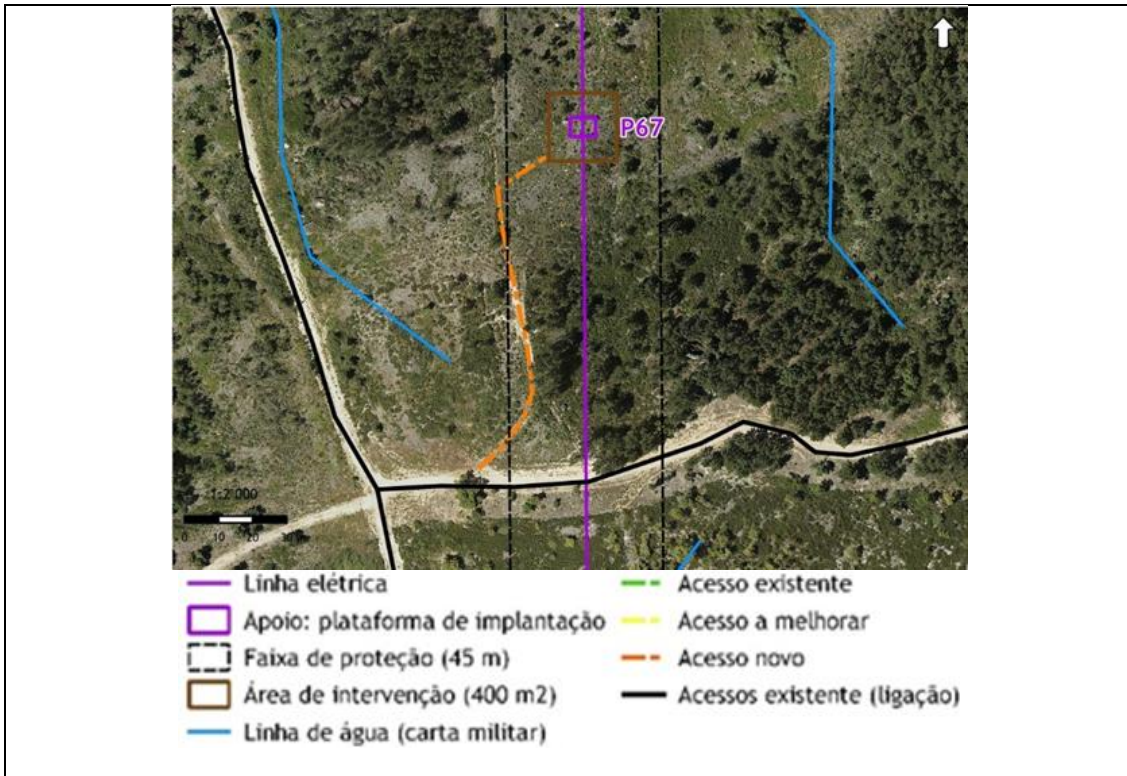 P67
1:2 000
0 10 20 30
Linha elétrica
Apoio: plataforma de implantação
Faixa de proteção (45 m)
Área de intervenção (400 m2)
Linha de água (carta militar)
Acesso existente
Acesso a melhorar
Acesso novo
Acessos existente (ligação)